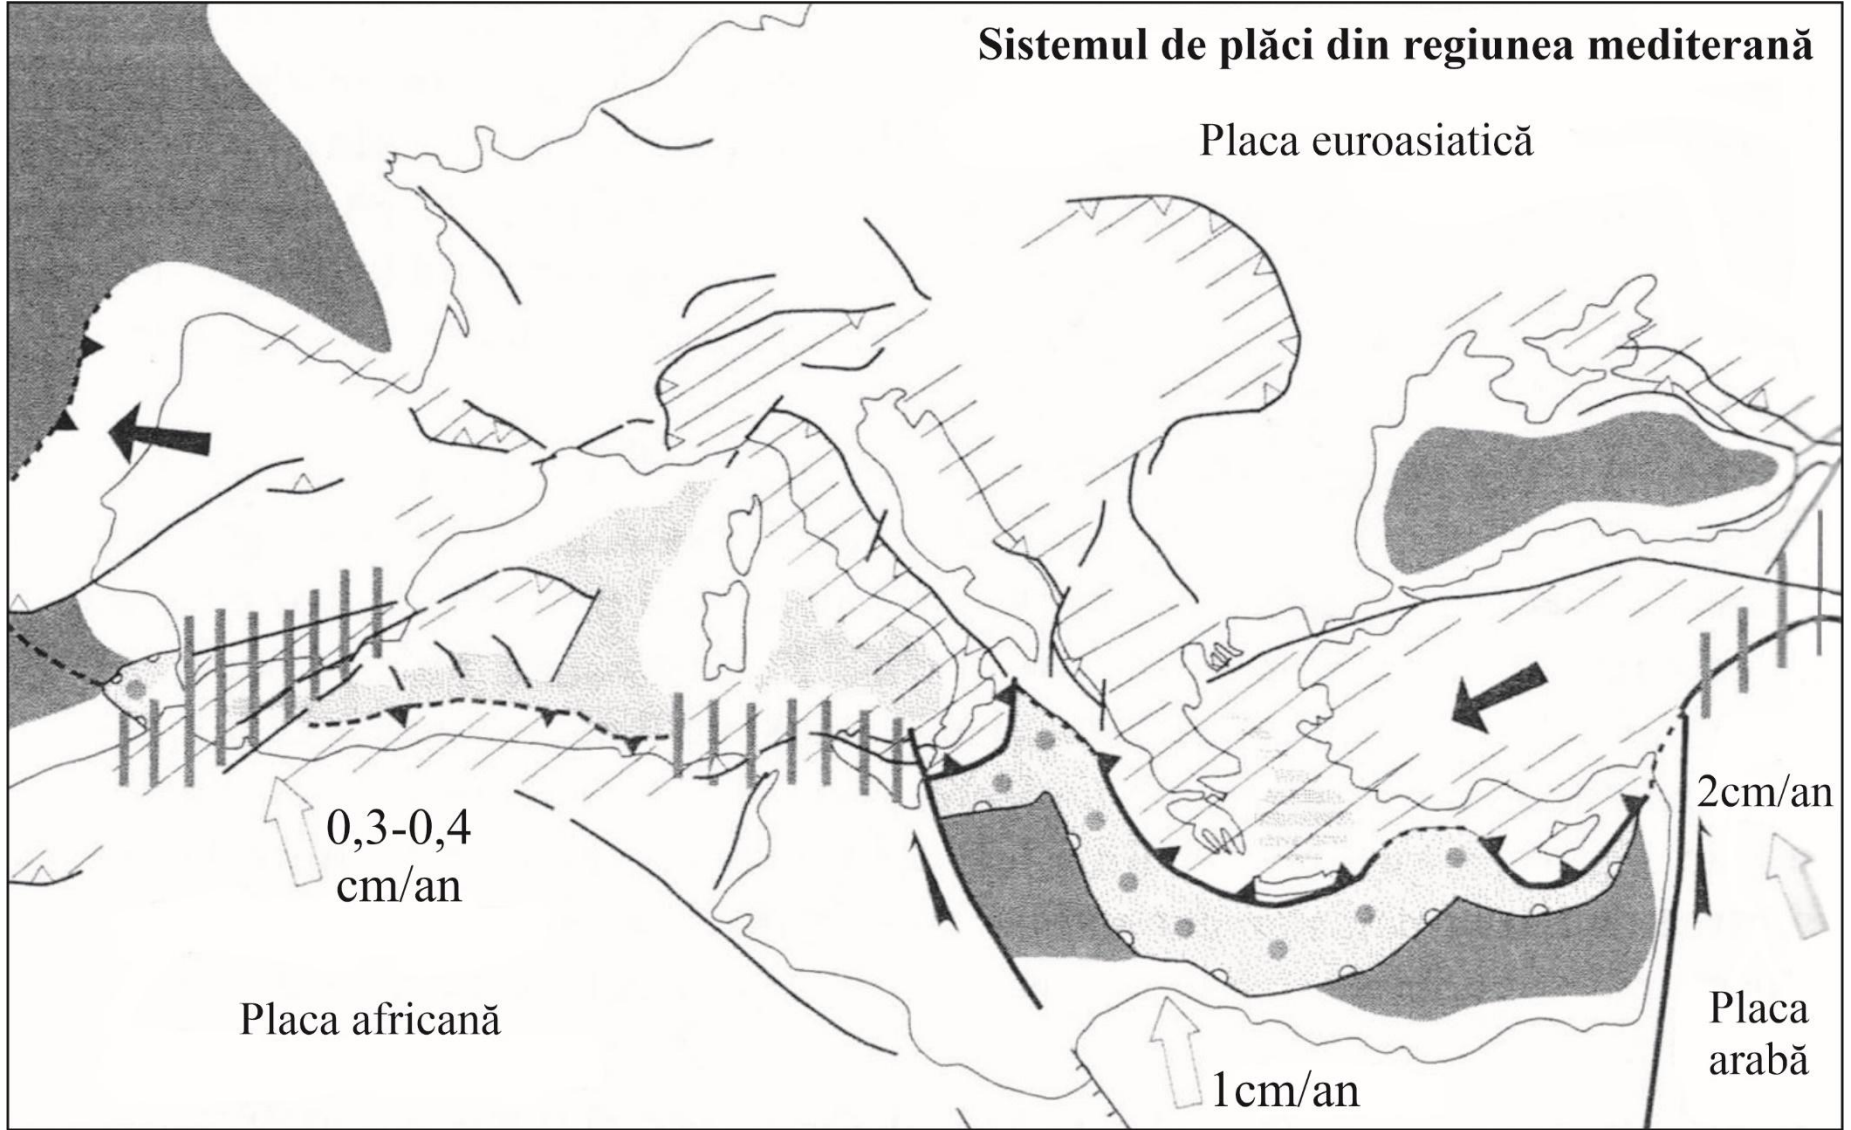 Sistemul de plăci din regiunea mediterană
Placa euroasiatică
2cm/an
0,3-0,4
cm/an
Placa africană
Placa
arabă
1cm/an